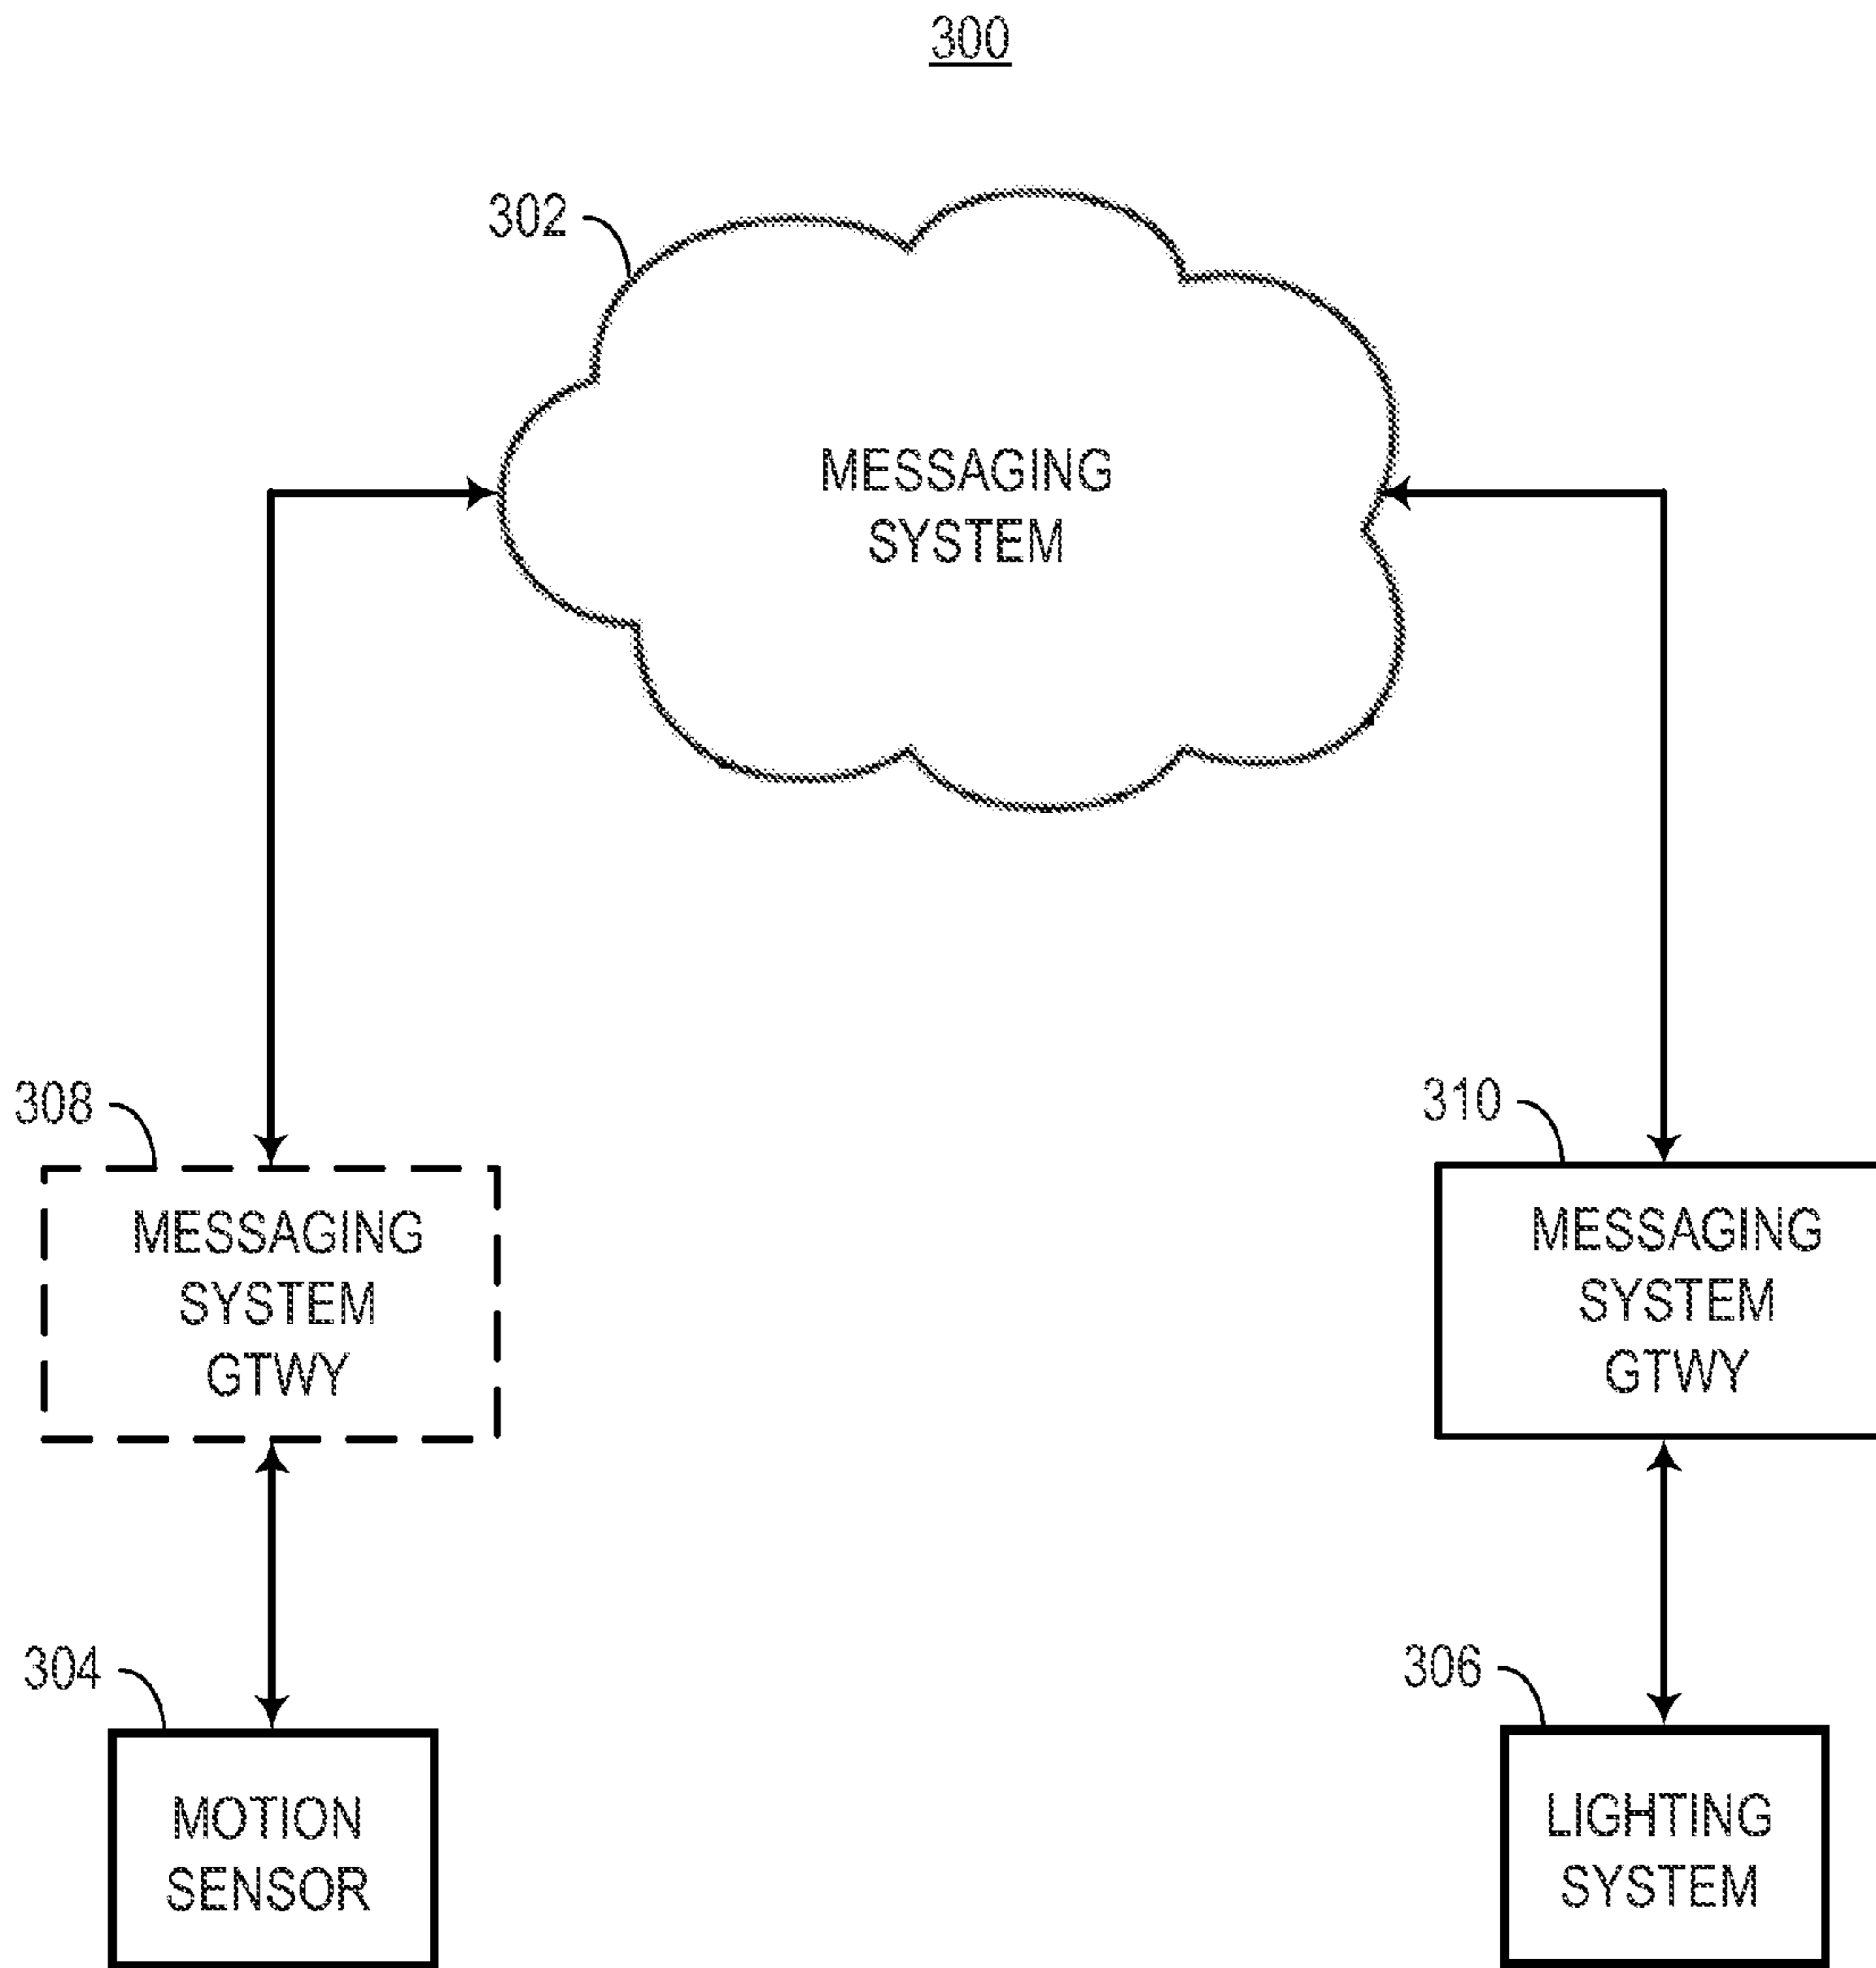 300
302
MESSAGING
SYSTEM
308
MESSAGING
SYSTEM
GTWY
310
MESSAGING
SYSTEM
GTWY
304
MOTION
SENSOR
306
LIGHTING
SYSTEM